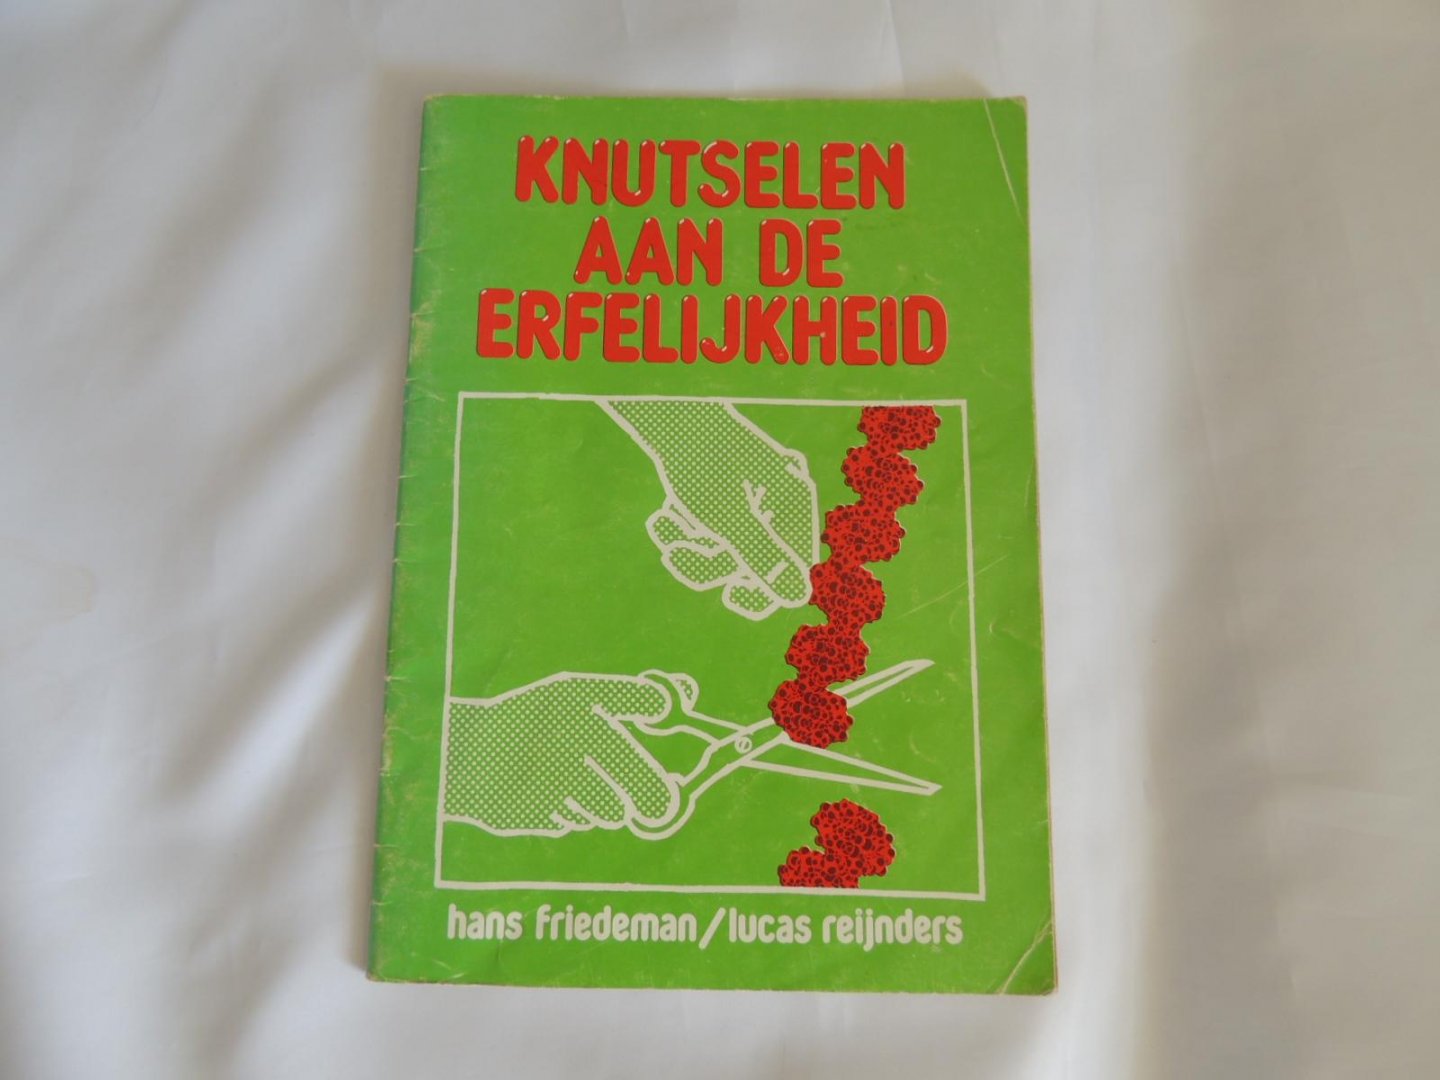 KNUTSELEN
AAN DE
ERFELIJKHEID
hans friedeman/lucas reijnders